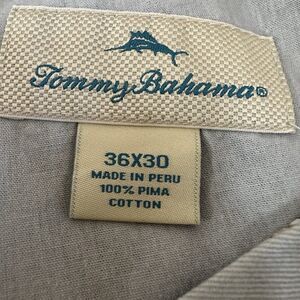 Tommy Bahama®
36X30
MADE IN PERU
100% PIMA
COTTON